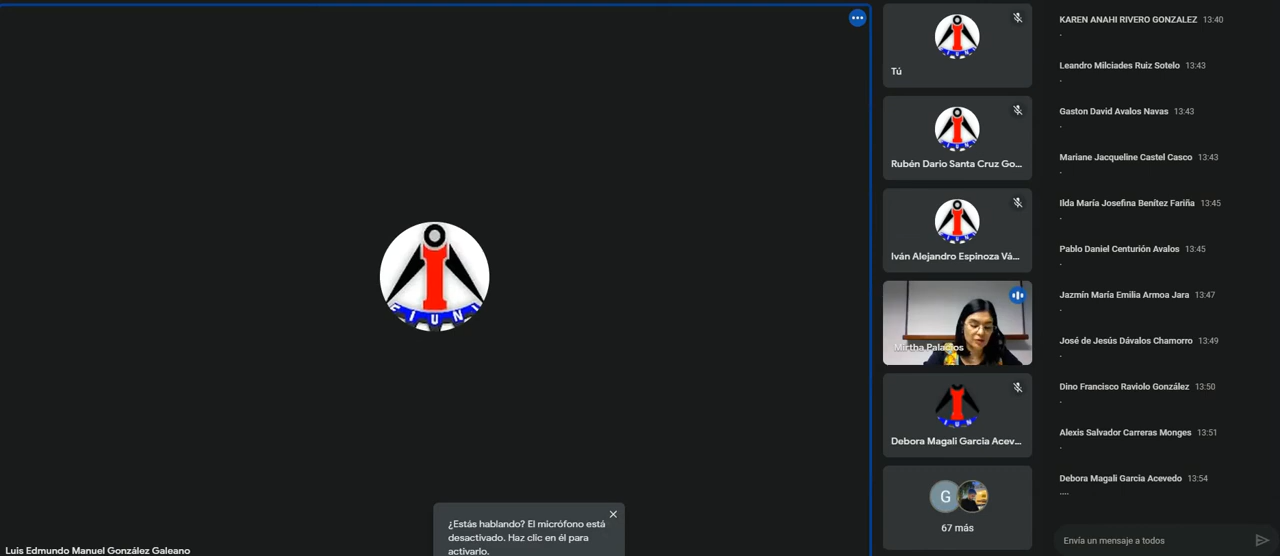 Luis Edmundo Manuel González Galeano
¿Estás hablando? El micrófono está
desactivado. Haz clic en él para
activarlo.
Tú
Rubén Dario Santa Cruz Go...
Iván Alejandro Espinoza Vá...
Mirtha Palacios
Debora Magali Garcia Acev...
G
67 más
KAREN ANAHI RIVERO GONZALEZ 13:40
.
Leandro Milciades Ruiz Sotelo 13:43
.
Gaston David Avalos Navas 13:43
.
Mariane Jacqueline Castel Casco 13:43
.
Ilda María Josefina Benítez Fariña 13:45
.
Pablo Daniel Centurión Avalos 13:45
.
Jazmín María Emilia Armoa Jara 13:47
.
José de Jesús Dávalos Chamorro 13:49
.
Dino Francisco Raviolo González 13:50
.
Alexis Salvador Carreras Monges 13:51
.
Debora Magali Garcia Acevedo 13:54
....
Envía un mensaje a todos